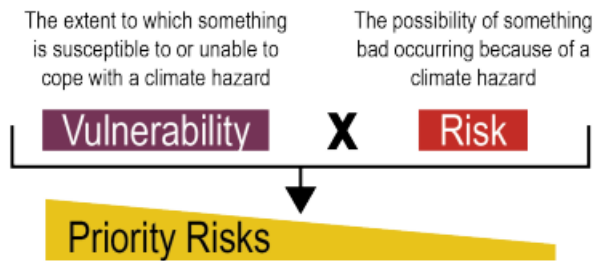 The extent to which something
is susceptible to or unable to
cope with a climate hazard
The possibility of something
bad occurring because of a
climate hazard
Vulnerability X Risk
Priority Risks